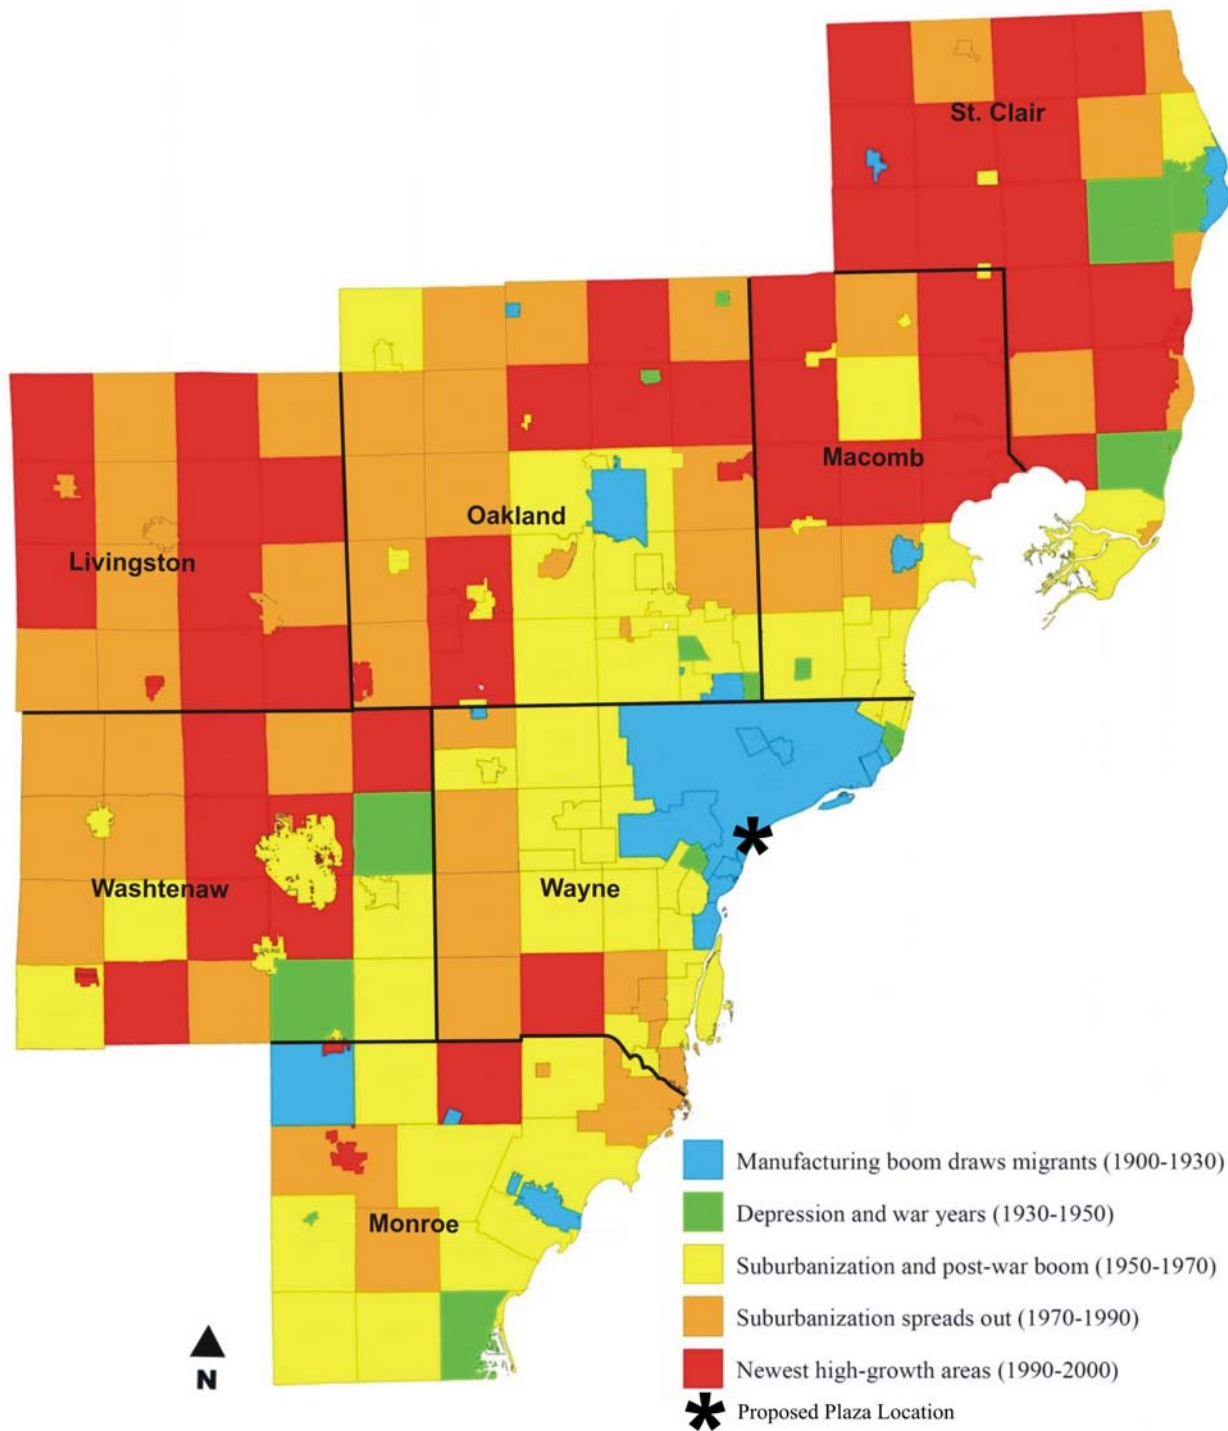 St. Clair
Macomb
Oakland
Livingston
Washtenaw
Wayne
Monroe
N
Manufacturing boom draws migrants (1900-1930)
Depression and war years (1930-1950)
Suburbanization and post-war boom (1950-1970)
Suburbanization spreads out (1970-1990)
Newest high-growth areas (1990-2000)
Proposed Plaza Location